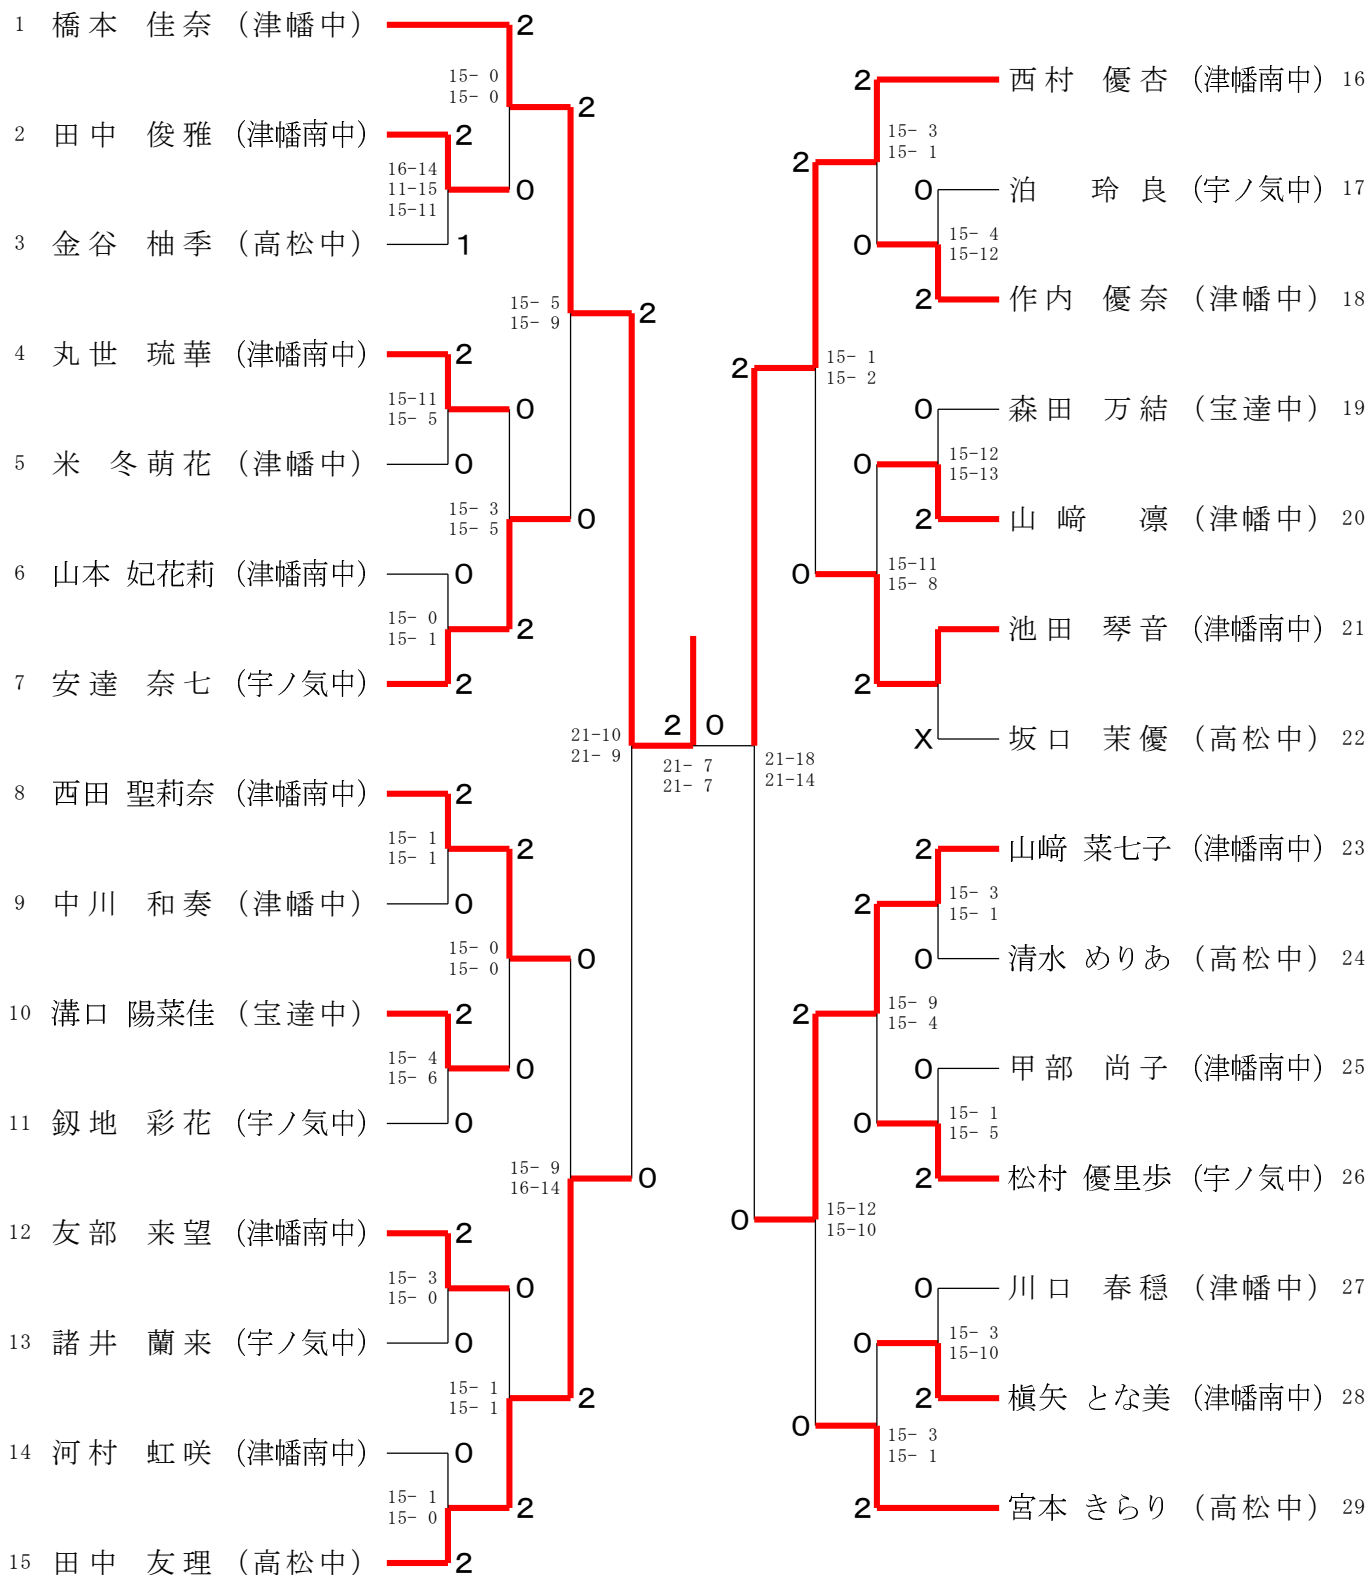 1 橋本 佳奈 (津幡中) 2
15- 0
15- 0
2
2 田中 俊雅 (津幡南中) 2
16-14
11-15
15-11
0
3 金谷 柚季 (高松中) 1
15- 5
15- 9
2
4 丸世 琉華 (津幡南中) 2
15-11
15- 5
0
5 米 冬萌花 (津幡中) 0
15- 3
15- 5
0
6 山本 妃花莉 (津幡南中) 0
15- 0
15- 1
2
7 安達 奈七 (宇ノ気中) 2
21-10
21- 9
8 西田 聖莉奈 (津幡南中) 2
15- 1
15- 1
2
9 中川 和奏 (津幡中) 0
15- 0
15- 0
0
10 溝口 陽菜佳 (宝達中) 2
15- 4
15- 6
0
11 釼地 彩花 (宇ノ気中) 0
15- 9
16-14
0
12 友部 来望 (津幡南中) 2
15- 3
15- 0
0
13 諸井 蘭来 (宇ノ気中) 0
15- 1
15- 1
2
14 河村 虹咲 (津幡南中) 0
15- 1
15- 0
2
15 田中 友理 (高松中) 2
2 0
21- 7
21- 7
2 西村 優杏 (津幡南中) 16
15- 3
15- 1
2
0 泊 玲良 (宇ノ気中) 17
15- 4
15-12
0
2 作内 優奈 (津幡中) 18
15- 1
15- 2
2
0 森田 万結 (宝達中) 19
15-12
15-13
0
2 山﨑 凛 (津幡中) 20
15-11
15- 8
0
池田 琴音 (津幡南中) 21
2
X 坂口 茉優 (高松中) 22
21-18
21-14
2 山﨑 菜七子 (津幡南中) 23
15- 3
15- 1
2
0 清水 めりあ (高松中) 24
15- 9
15- 4
2
0 甲部 尚子 (津幡南中) 25
15- 1
15- 5
0
2 松村 優里歩 (宇ノ気中) 26
15-12
15-10
0
0 川口 春穏 (津幡中) 27
15- 3
15-10
0
2 槇矢 とな美 (津幡南中) 28
15- 3
15- 1
0
2 宮本 きらり (高松中) 29